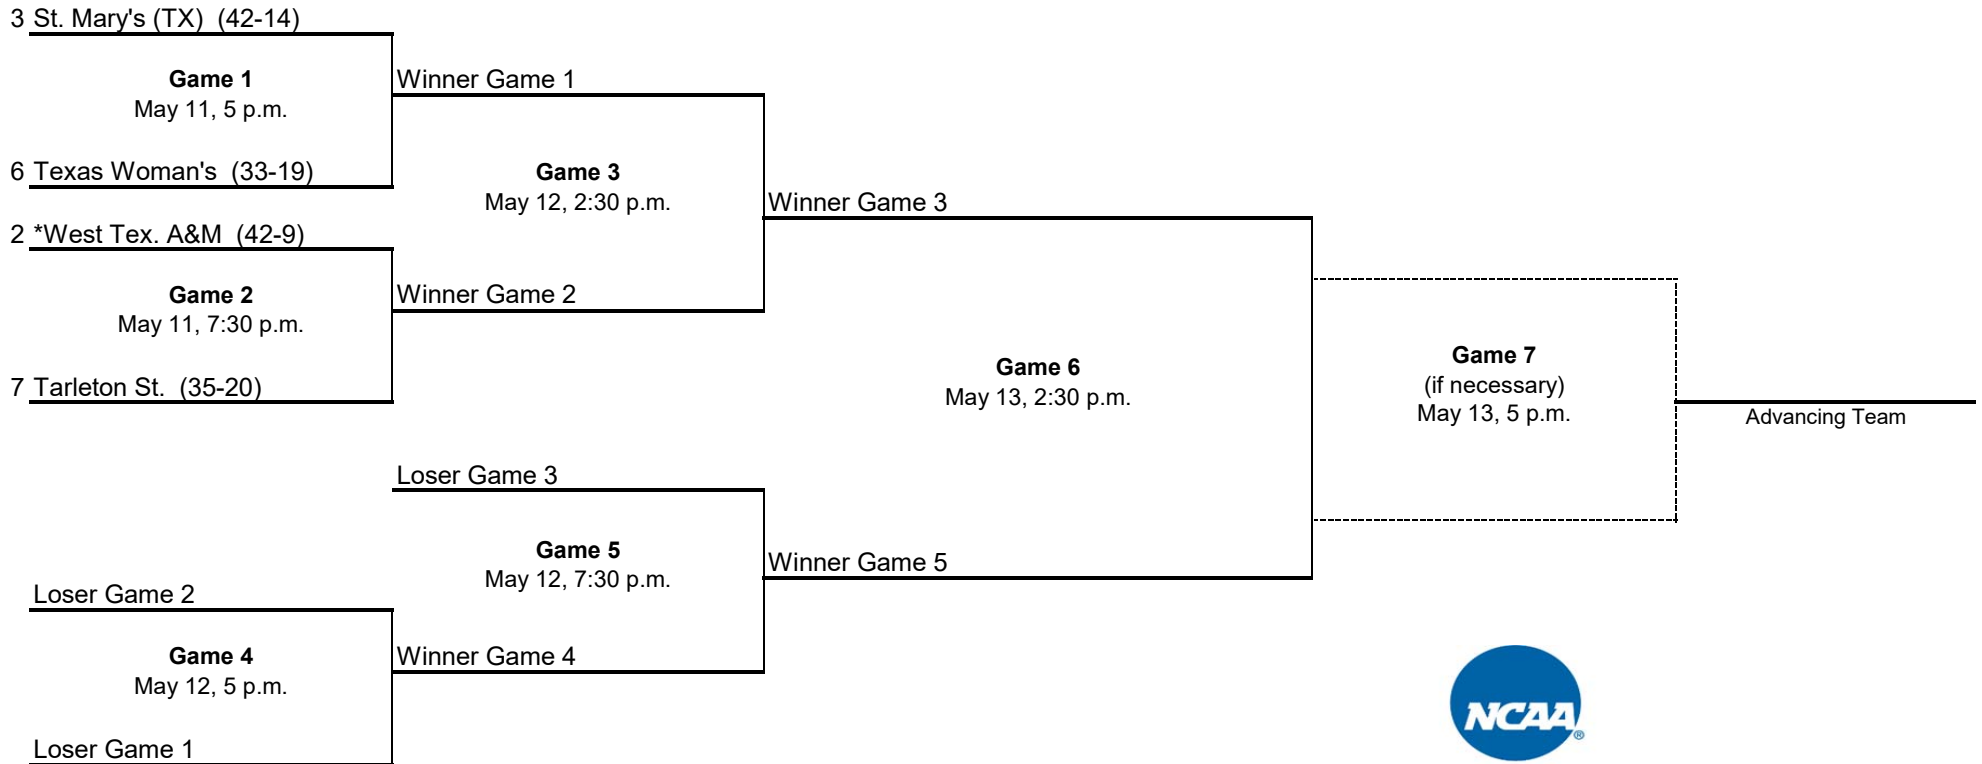 3 St. Mary's (TX) (42-14)
Game 1
May 11, 5 p.m.
6 Texas Woman's (33-19)
Winner Game 1
Game 3
May 12, 2:30 p.m.
Winner Game 3
2 *West Tex. A&M (42-9)
Game 2
May 11, 7:30 p.m.
Winner Game 2
7 Tarleton St. (35-20)
Game 6
May 13, 2:30 p.m.
Game 7
(if necessary)
May 13, 5 p.m.
Advancing Team
Loser Game 3
Game 5
May 12, 7:30 p.m.
Winner Game 5
Loser Game 2
Game 4
May 12, 5 p.m.
Winner Game 4
Loser Game 1
NCAA®